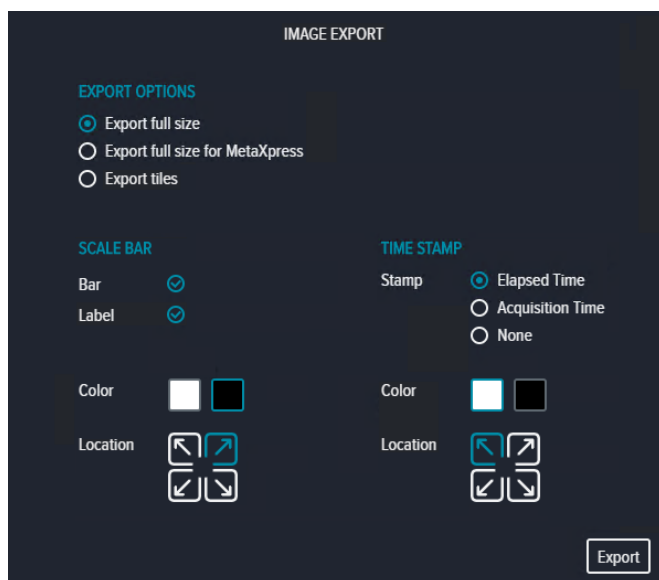 IMAGE EXPORT
EXPORT OPTIONS
Export full size
Export full size for MetaXpress
Export tiles
SCALE BAR
Bar
Label
Color
Location
TIME STAMP
Stamp
Elapsed Time
Acquisition Time
None
Color
Location
Export